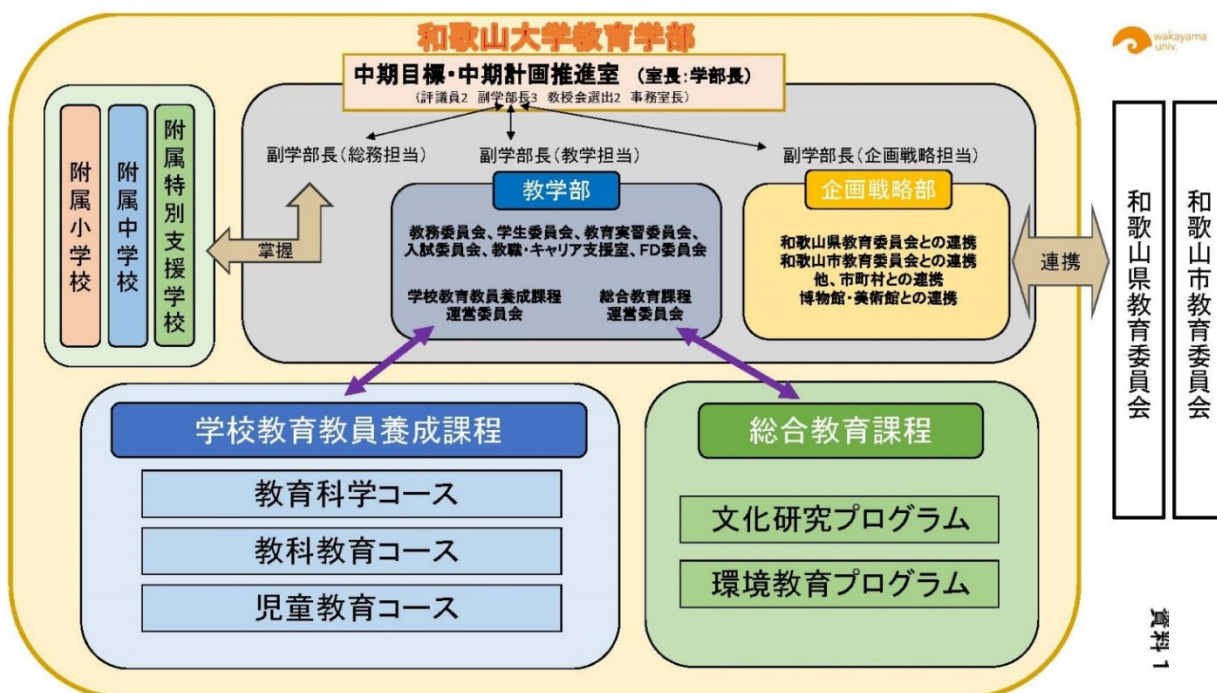 和歌山大学教育学部
wakayama
univ.
中期目標・中期計画推進室 (室長:学部長)
(評議員2 副学部長3 教授会選出2 事務室長)
附属小学校
附属中学校
附属特別支援学校
掌握
副学部長(総務担当)
副学部長(教学担当)
副学部長(企画戦略担当)
教学部
教務委員会、学生委員会、教育実習委員会、
入試委員会、教職・キャリア支援室、FD委員会
学校教育教員養成課程
運営委員会
総合教育課程
運営委員会
企画戦略部
和歌山県教育委員会との連携
和歌山市教育委員会との連携
他、市町村との連携
博物館・美術館との連携
連携
和歌山県教育委員会
和歌山市教育委員会
学校教育教員養成課程
教育科学コース
教科教育コース
児童教育コース
総合教育課程
文化研究プログラム
環境教育プログラム
資料1